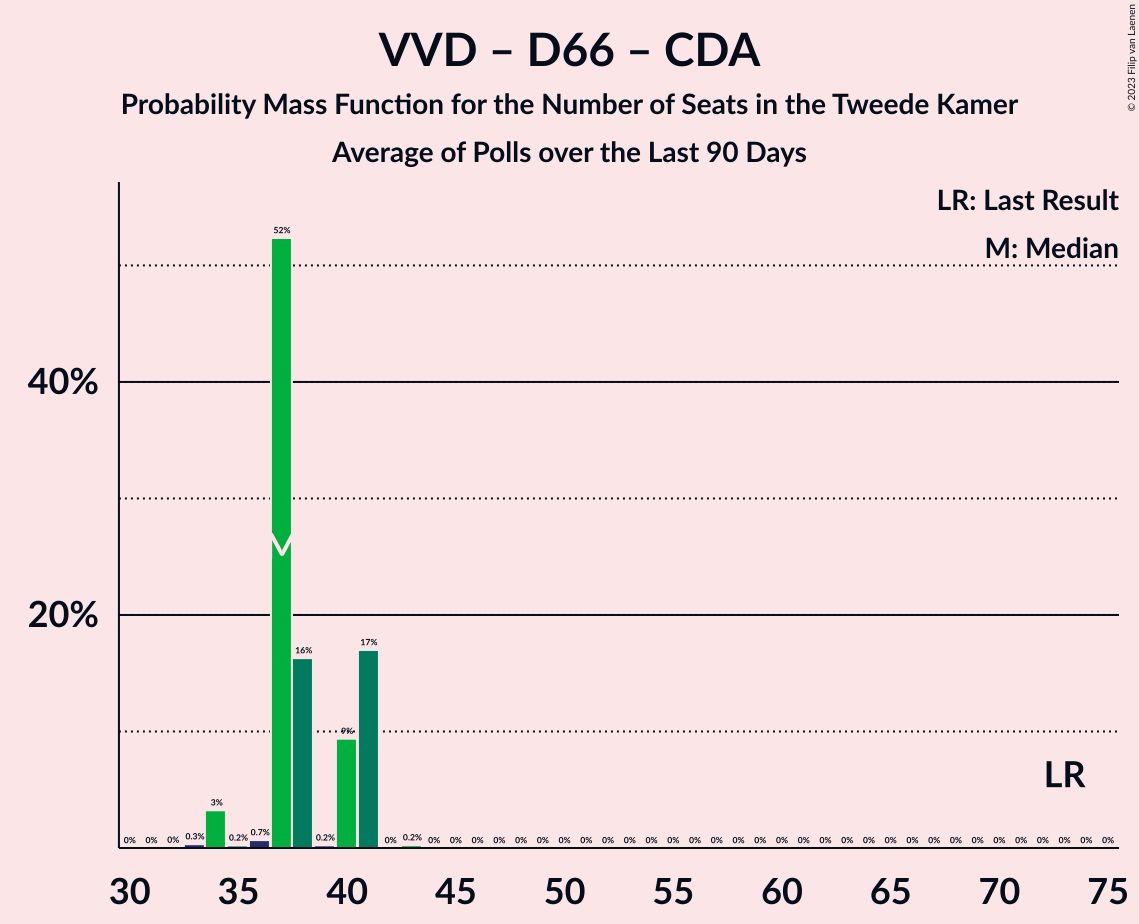 VVD – D66 – CDA
Probability Mass Function for the Number of Seats in the Tweede Kamer
Average of Polls over the Last 90 Days
© 2023 Filip van Laenen
LR: Last Result
M: Median
40%
20%
0% 0% 0% 0.3% 3% 0.2% 0.7% 52% 16% 0.2% 9% 17% 0% 0.2% 0% 0% 0% 0% 0% 0% 0% 0% 0% 0% 0% 0% 0% 0% 0% 0% 0% 0% 0% 0% 0% 0% 0% 0% 0% 0% 0% 0% 0% 0% 0% 0%
LR
30 35 40 45 50 55 60 65 70 75